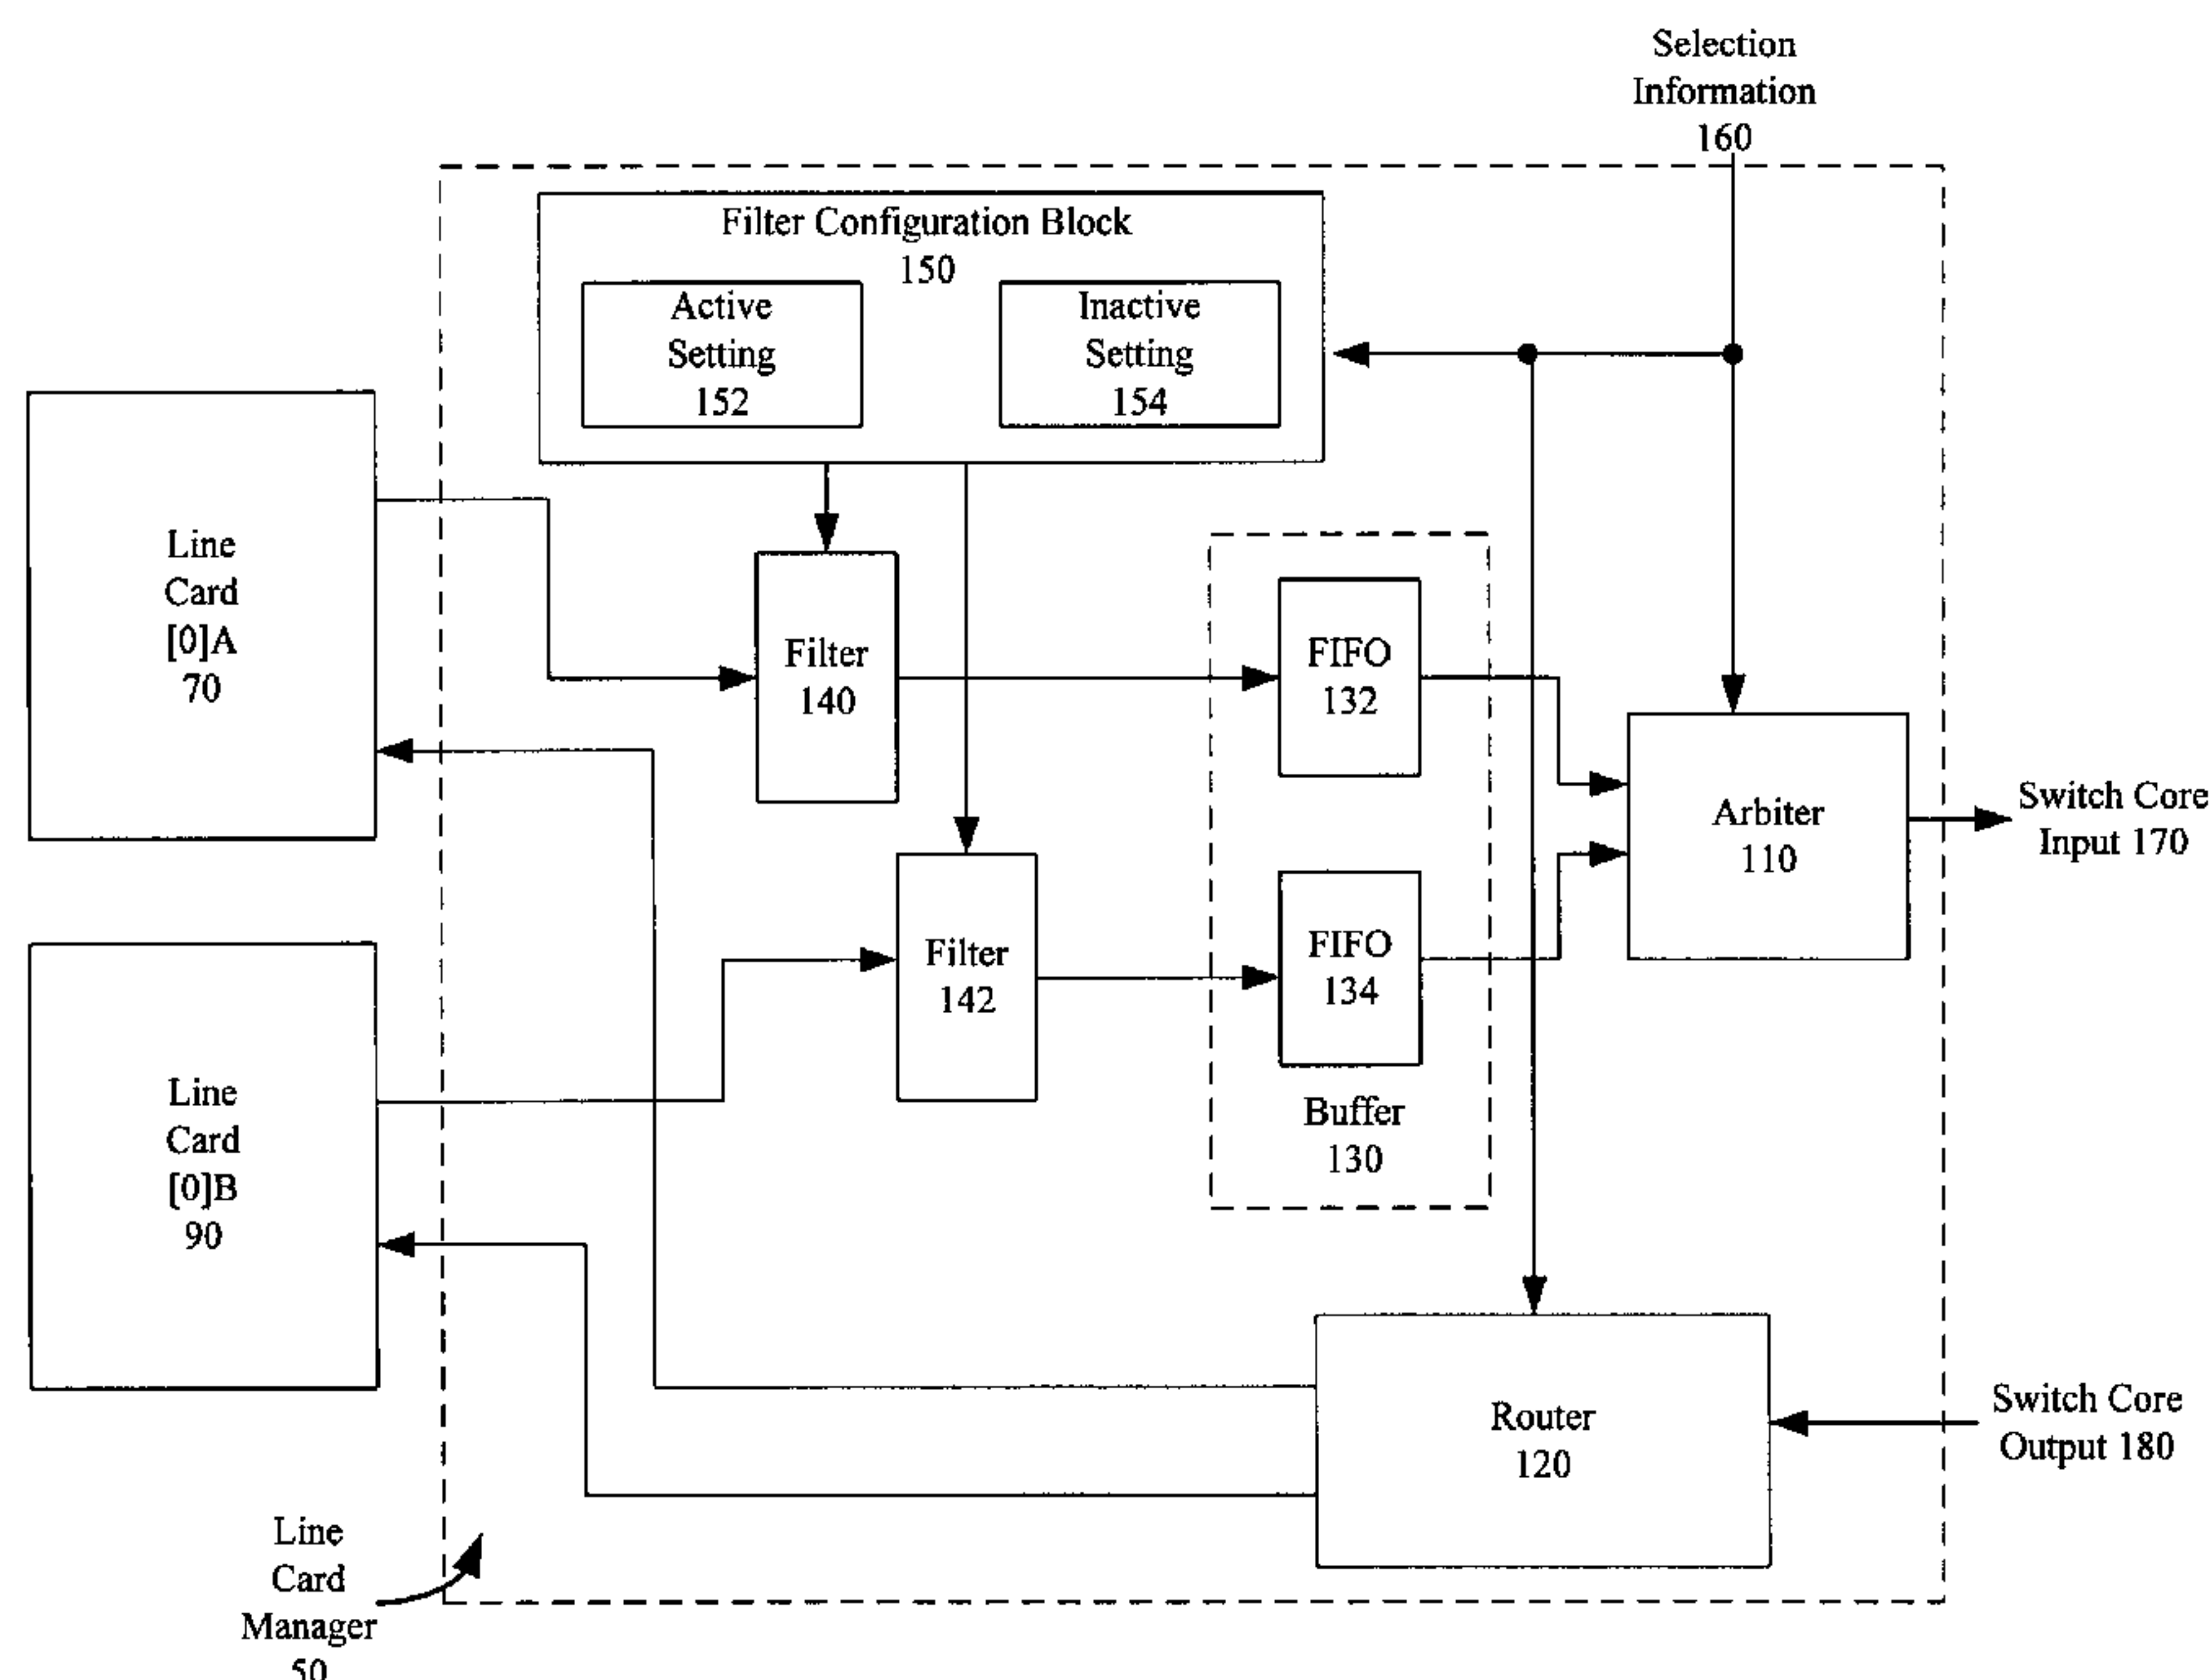 Selection
Information
160
Filter Configuration Block
150
Active
Setting
152
Inactive
Setting
154
Line
Card
[0]A
70
Filter
140
FIFO
132
Arbiter
110
Switch Core
Input 170
Filter
142
FIFO
134
Buffer
130
Line
Card
[0]B
90
Router
120
Switch Core
Output 180
Line
Card
Manager
50